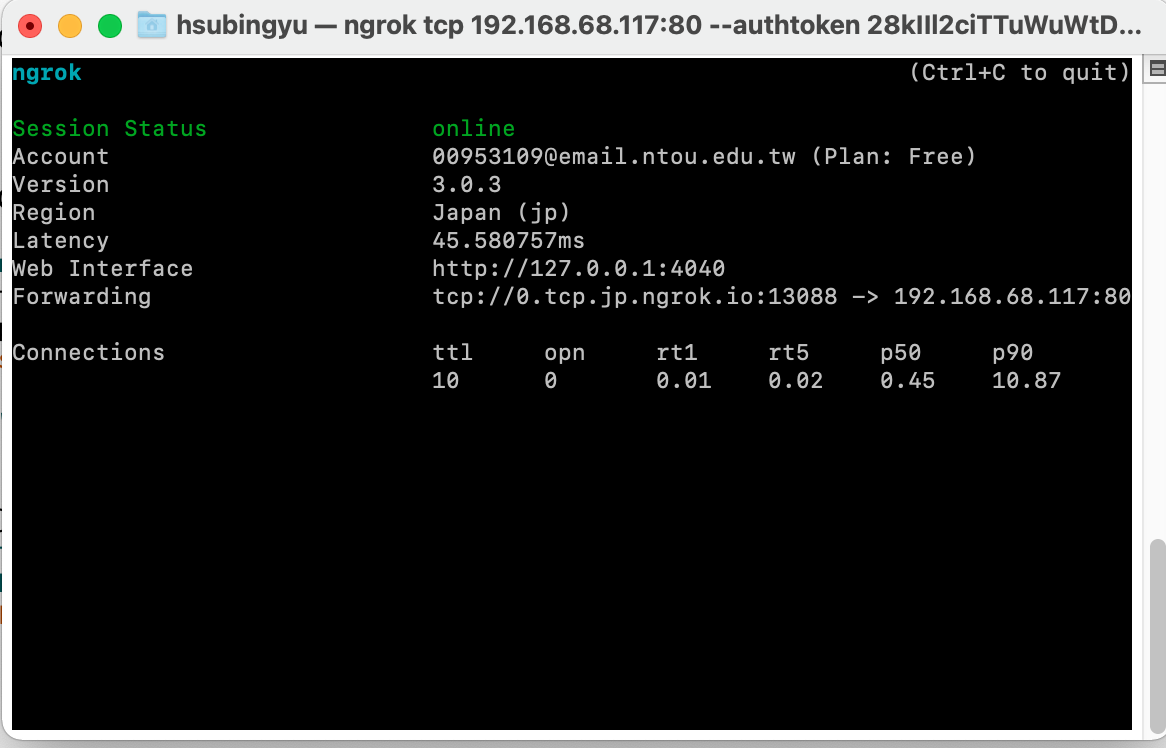 hsubingyu — ngrok tcp 192.168.68.117:80 --authtoken 28kIIl2ciTTuWuWtD...
ngrok (Ctrl+C to quit)
Session Status online
Account 00953109@email.ntou.edu.tw (Plan: Free)
Version 3.0.3
Region Japan (jp)
Latency 45.580757ms
Web Interface http://127.0.0.1:4040
Forwarding tcp://0.tcp.jp.ngrok.io:13088 -> 192.168.68.117:80
Connections ttl opn rt1 rt5 p50 p90
10 0 0.01 0.02 0.45 10.87